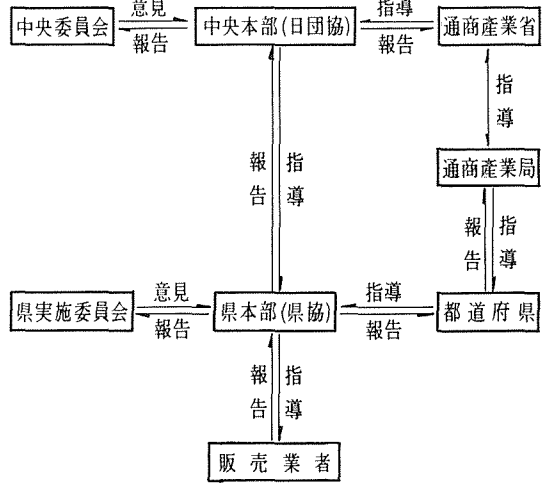 中央委員会
意見
報告
中央本部(日団協)
指導
報告
通商産業省
指導
通商産業局
報告
指導
報告
指導
県実施委員会
意見
報告
県本部(県協)
指導
報告
都道府県
報告
指導
販売業者